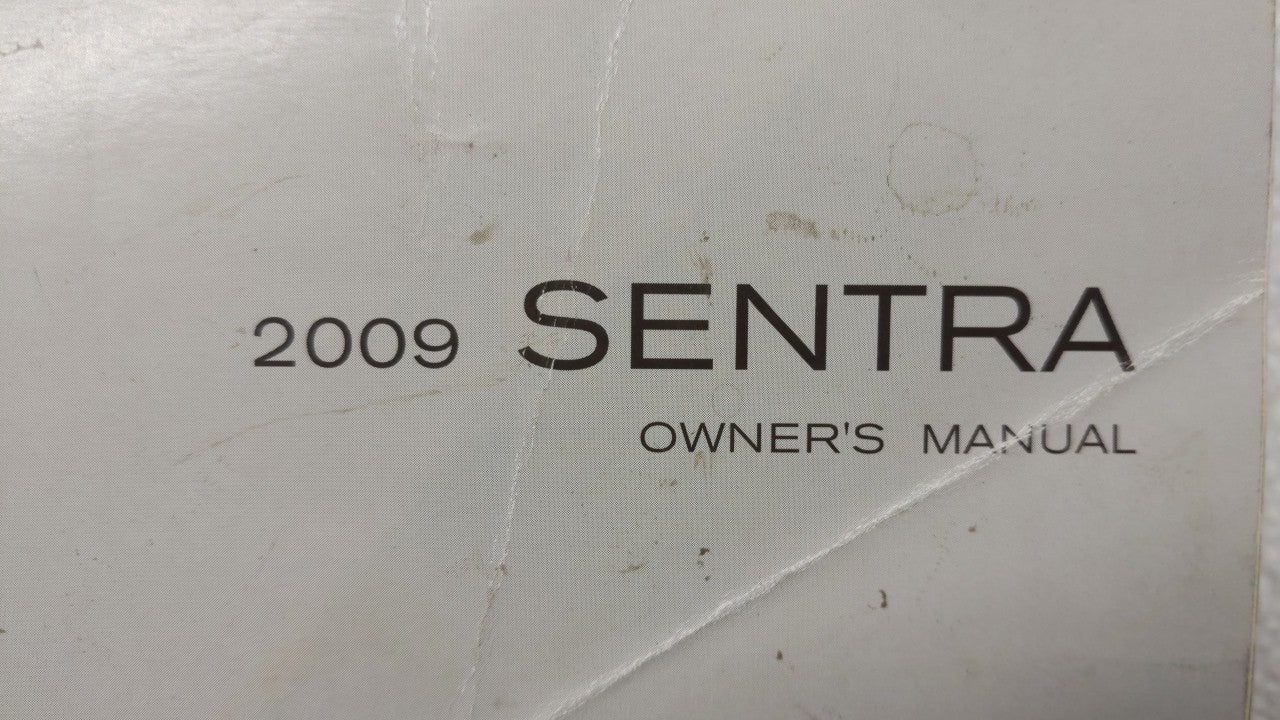 2009 SENTRA
OWNER'S MANUAL